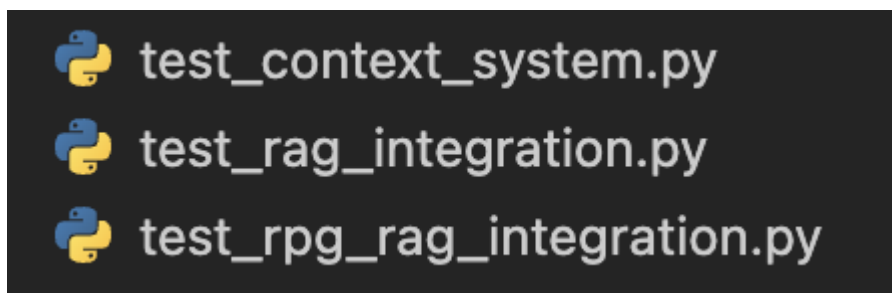 test_context_system.py
test_rag_integration.py
test_rpg_rag_integration.py